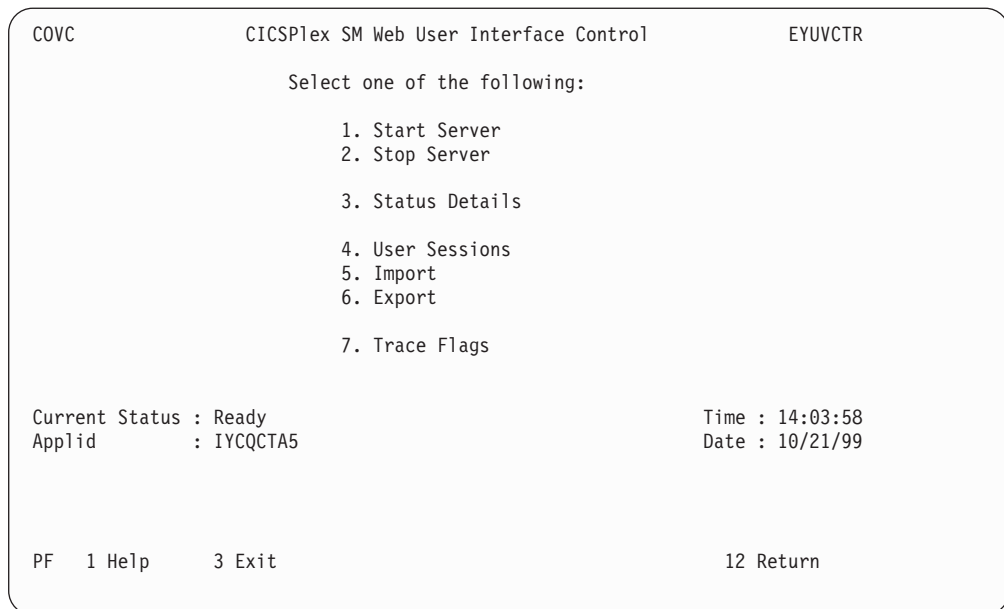 COVC CICSPlex SM Web User Interface Control EYUVCTR
Select one of the following:
1. Start Server
2. Stop Server
3. Status Details
4. User Sessions
5. Import
6. Export
7. Trace Flags
Current Status : Ready Time : 14:03:58
Applid : IYCQCTA5 Date : 10/21/99
PF 1 Help 3 Exit 12 Return